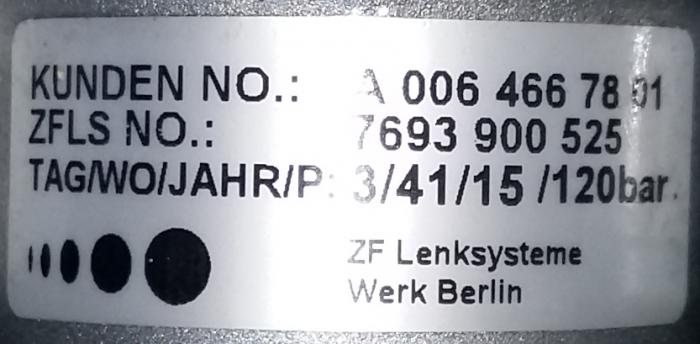 KUNDEN NO.: A 006 466 78 01
ZFLS NO.: 7693 900 525
TAG/WO/JAHR/P: 3/41/15 /120bar.
ZF Lenksysteme
Werk Berlin